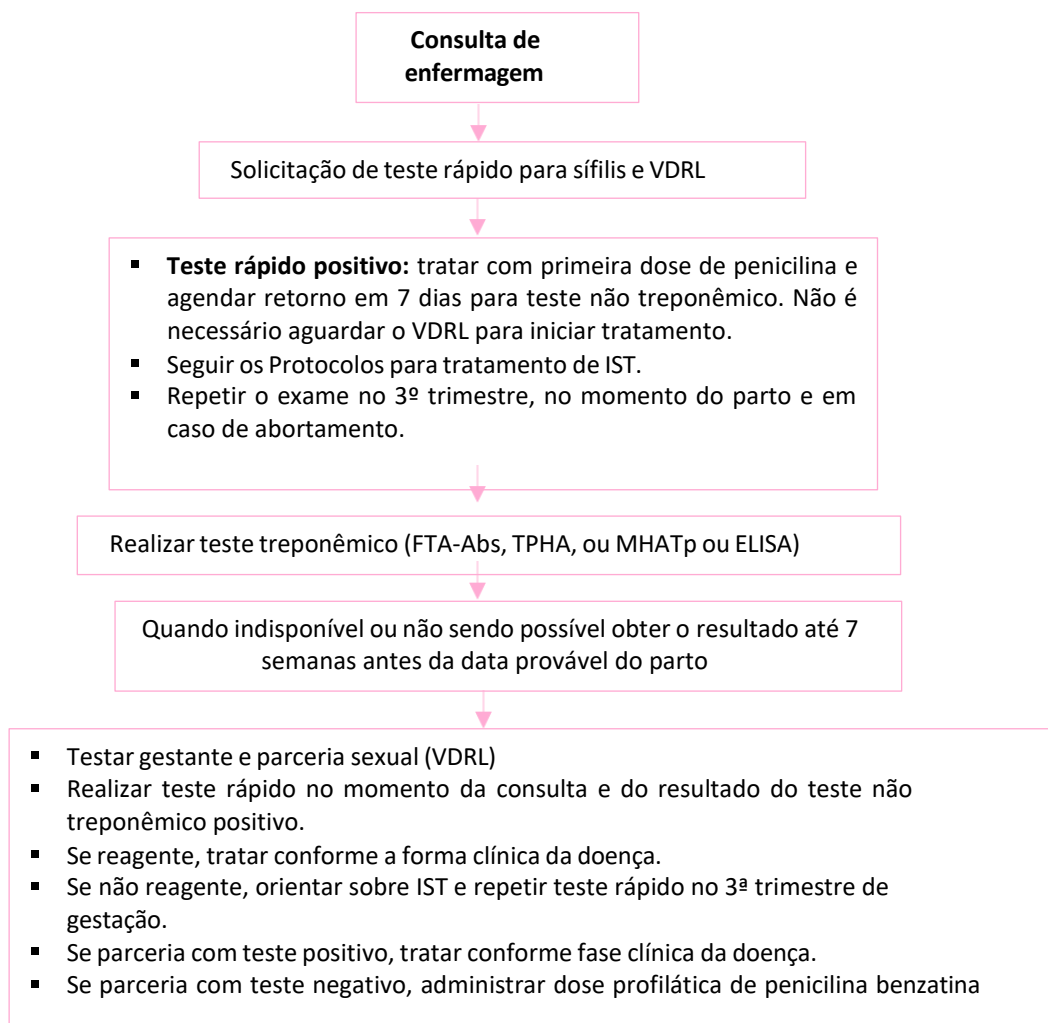 Consulta de
enfermagem
Solicitação de teste rápido para sífilis e VDRL
▪ Teste rápido positivo: tratar com primeira dose de penicilina e
agendar retorno em 7 dias para teste não treponêmico. Não é
necessário aguardar o VDRL para iniciar tratamento.
▪ Seguir os Protocolos para tratamento de IST.
▪ Repetir o exame no 3º trimestre, no momento do parto e em
caso de abortamento.
Realizar teste treponêmico (FTA-Abs, TPHA, ou MHATp ou ELISA)
Quando indisponível ou não sendo possível obter o resultado até 7
semanas antes da data provável do parto
▪ Testar gestante e parceria sexual (VDRL)
▪ Realizar teste rápido no momento da consulta e do resultado do teste não
treponêmico positivo.
▪ Se reagente, tratar conforme a forma clínica da doença.
▪ Se não reagente, orientar sobre IST e repetir teste rápido no 3ª trimestre de
gestação.
▪ Se parceria com teste positivo, tratar conforme fase clínica da doença.
▪ Se parceria com teste negativo, administrar dose profilática de penicilina benzatina